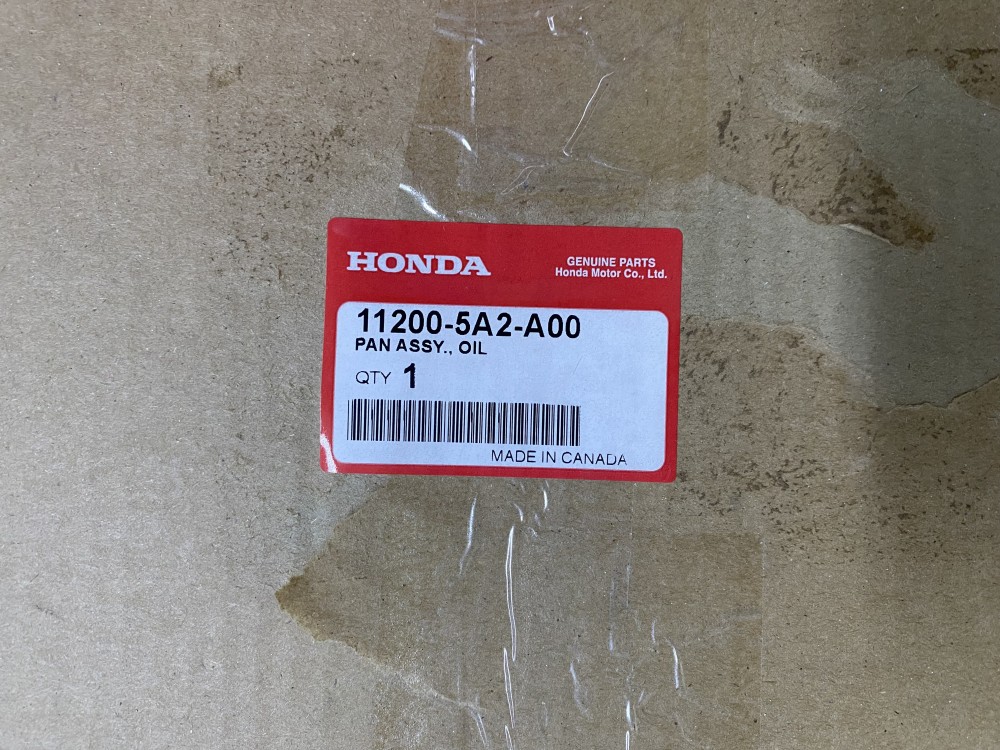 HONDA
GENUINE PARTS
Honda Motor Co., Ltd.
11200-5A2-A00
PAN ASSY., OIL
QTY 1
MADE IN CANADA